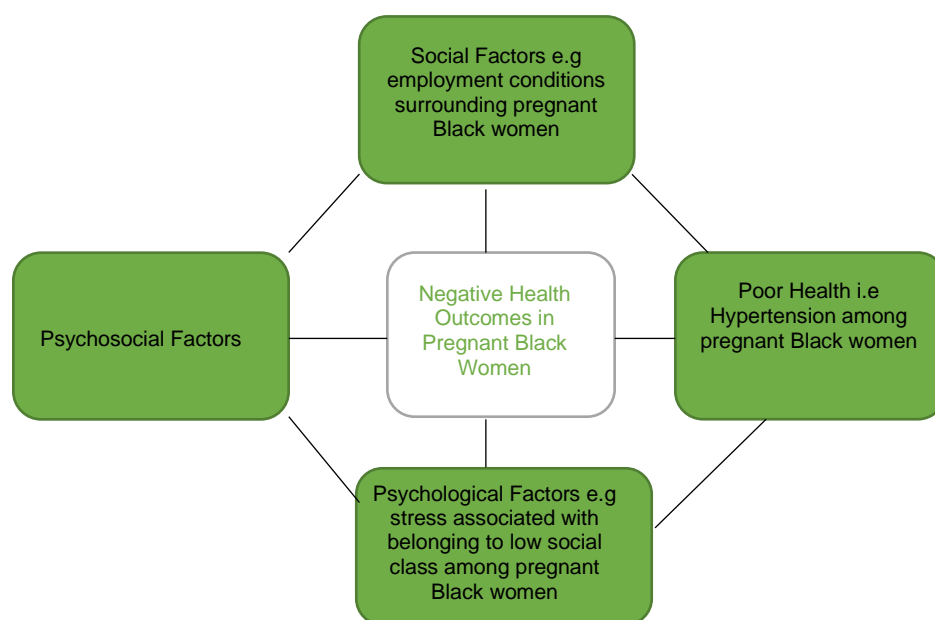 Social Factors e.g
employment conditions
surrounding pregnant
Black women
Psychosocial Factors
Negative Health
Outcomes in
Pregnant Black
Women
Poor Health i.e
Hypertension among
pregnant Black women
Psychological Factors e.g
stress associated with
belonging to low social
class among pregnant
Black women